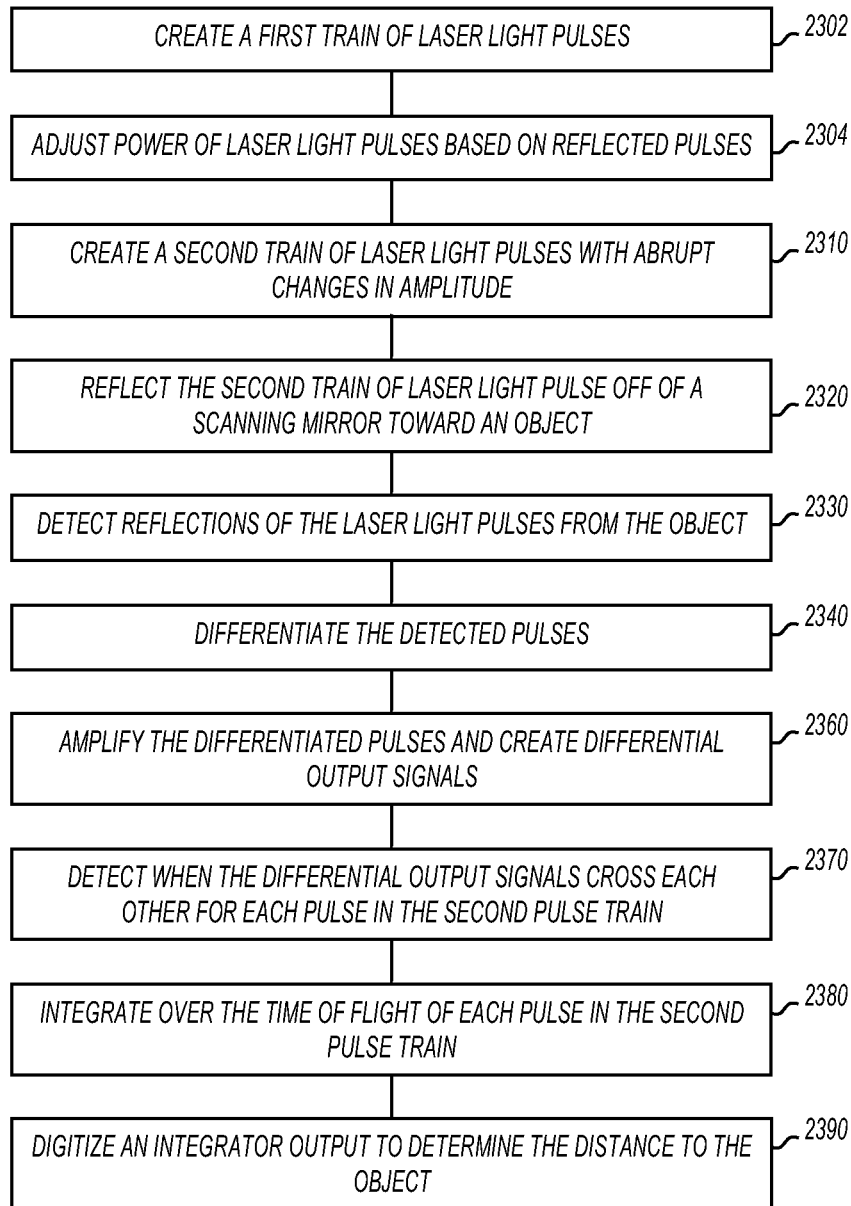 CREATE A FIRST TRAIN OF LASER LIGHT PULSES
2302
ADJUST POWER OF LASER LIGHT PULSES BASED ON REFLECTED PULSES
2304
CREATE A SECOND TRAIN OF LASER LIGHT PULSES WITH ABRUPT
CHANGES IN AMPLITUDE
2310
REFLECT THE SECOND TRAIN OF LASER LIGHT PULSE OFF OF A
SCANNING MIRROR TOWARD AN OBJECT
2320
DETECT REFLECTIONS OF THE LASER LIGHT PULSES FROM THE OBJECT
2330
DIFFERENTIATE THE DETECTED PULSES
2340
AMPLIFY THE DIFFERENTIATED PULSES AND CREATE DIFFERENTIAL
OUTPUT SIGNALS
2360
DETECT WHEN THE DIFFERENTIAL OUTPUT SIGNALS CROSS EACH
OTHER FOR EACH PULSE IN THE SECOND PULSE TRAIN
2370
INTEGRATE OVER THE TIME OF FLIGHT OF EACH PULSE IN THE SECOND
PULSE TRAIN
2380
DIGITIZE AN INTEGRATOR OUTPUT TO DETERMINE THE DISTANCE TO THE
OBJECT
2390